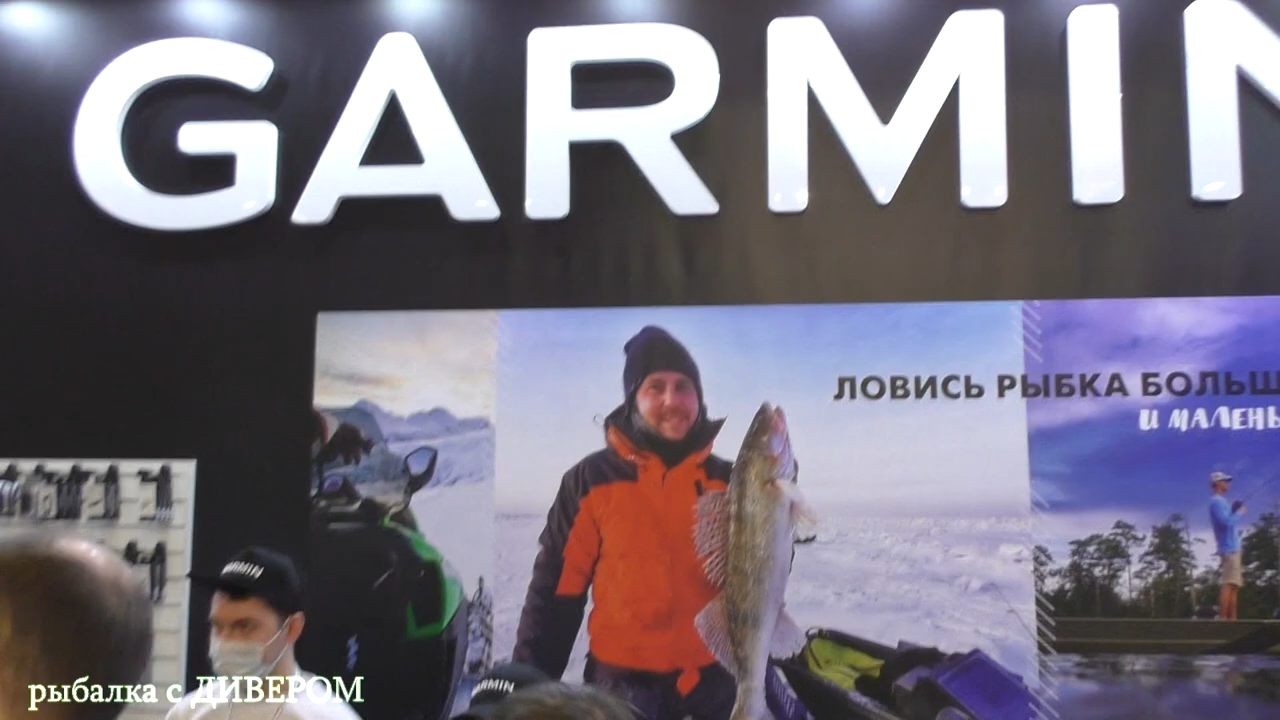 GARMIN
ЛОВИСЬ РЫБКА БОЛЬШ
И МАЛЕНЬ
GARMIN
GARMIN
рыбалка с ДИВЕРОМ